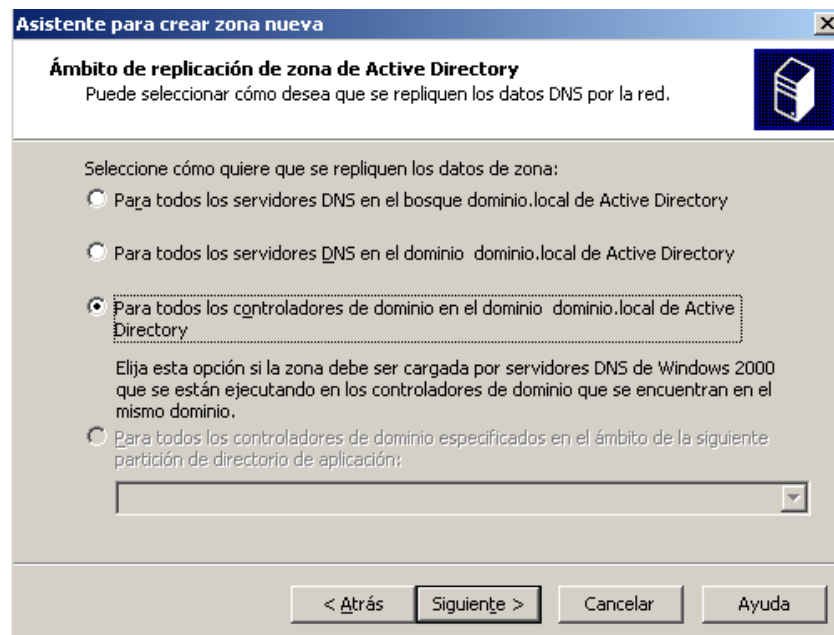 Asistente para crear zona nueva
Ámbito de replicación de zona de Active Directory
Puede seleccionar cómo desea que se repliquen los datos DNS por la red.
Seleccione cómo quiere que se repliquen los datos de zona:
Para todos los servidores DNS en el bosque dominio.local de Active Directory
Para todos los servidores DNS en el dominio dominio.local de Active Directory
Para todos los controladores de dominio en el dominio dominio.local de Active
Directory
Elija esta opción si la zona debe ser cargada por servidores DNS de Windows 2000
que se están ejecutando en los controladores de dominio que se encuentran en el
mismo dominio.
Para todos los controladores de dominio especificados en el ámbito de la siguiente
partición de directorio de aplicación:
< Atrás Siguiente > Cancelar Ayuda